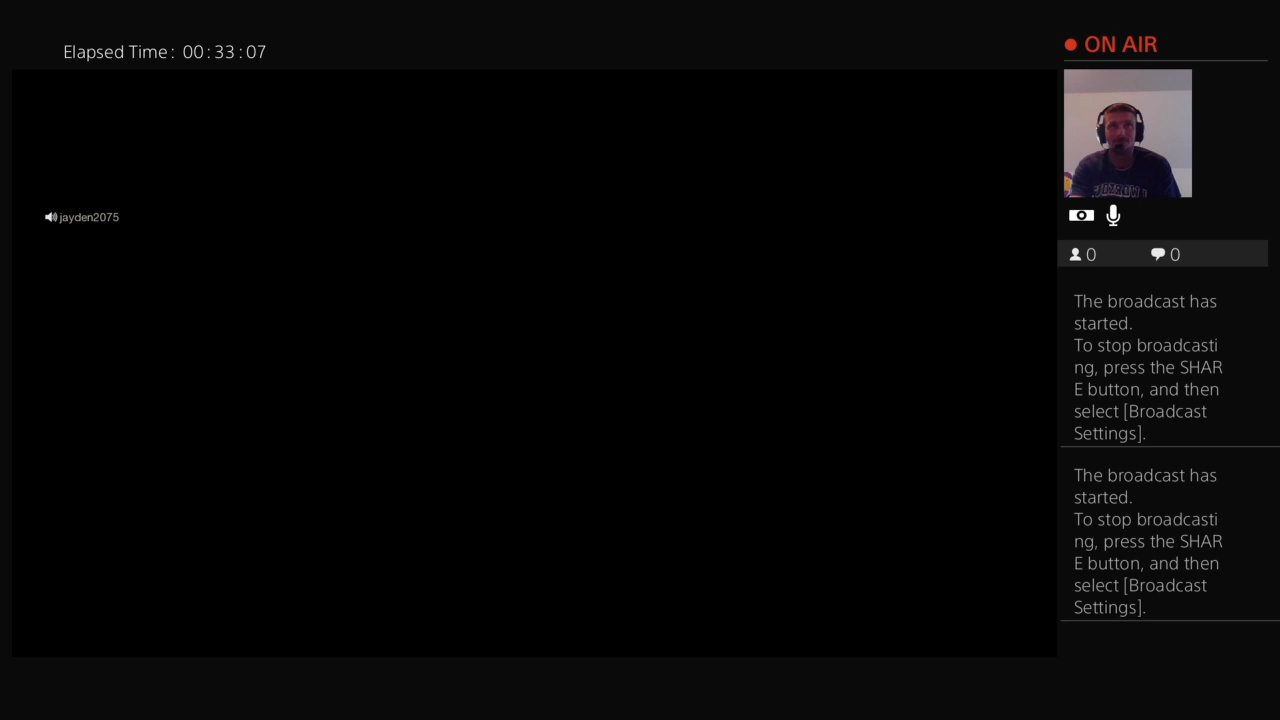 Elapsed Time: 00:33:07
ON AIR
jayden2075
0 0
The broadcast has
started.
To stop broadcasti
ng, press the SHAR
E button, and then
select [Broadcast
Settings].
The broadcast has
started.
To stop broadcasti
ng, press the SHAR
E button, and then
select [Broadcast
Settings].